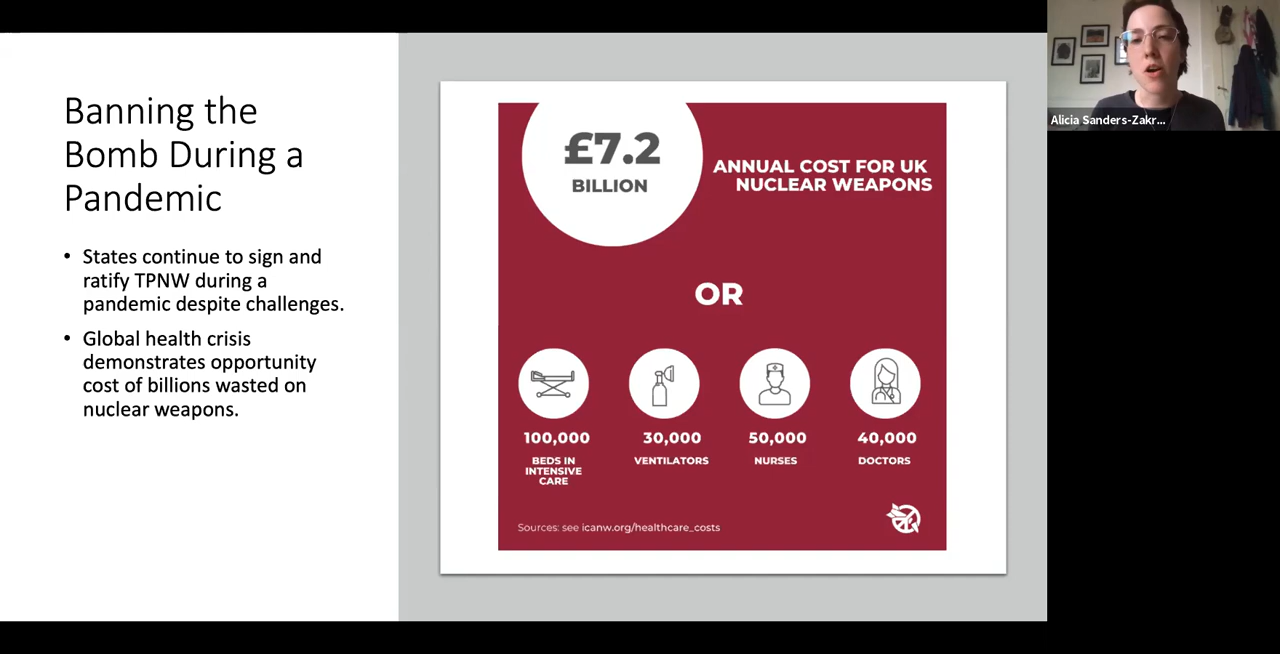 Banning the
Bomb During a
Pandemic
• States continue to sign and
ratify TPNW during a
pandemic despite challenges.
• Global health crisis
demonstrates opportunity
cost of billions wasted on
nuclear weapons.
£7.2
BILLION
ANNUAL COST FOR UK
NUCLEAR WEAPONS
OR
100,000
BEDS IN
INTENSIVE
CARE
30,000
VENTILATORS
50,000
NURSES
40,000
DOCTORS
Sources: see icanw.org/healthcare_costs
Alicia Sanders-Zakr...